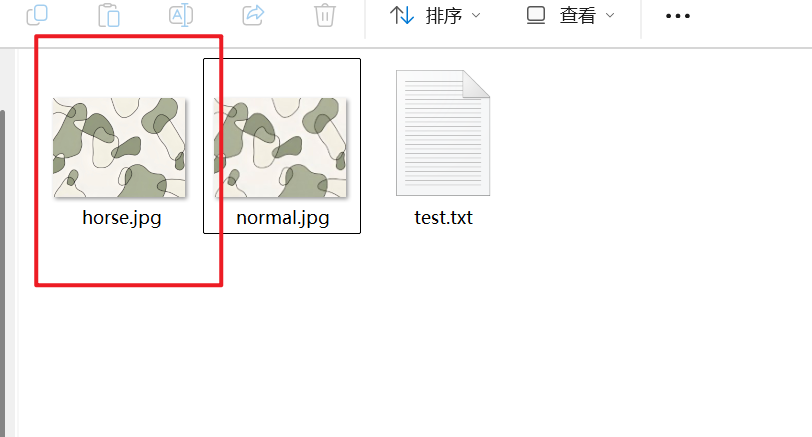 排序
查看
horse.jpg
normal.jpg
test.txt